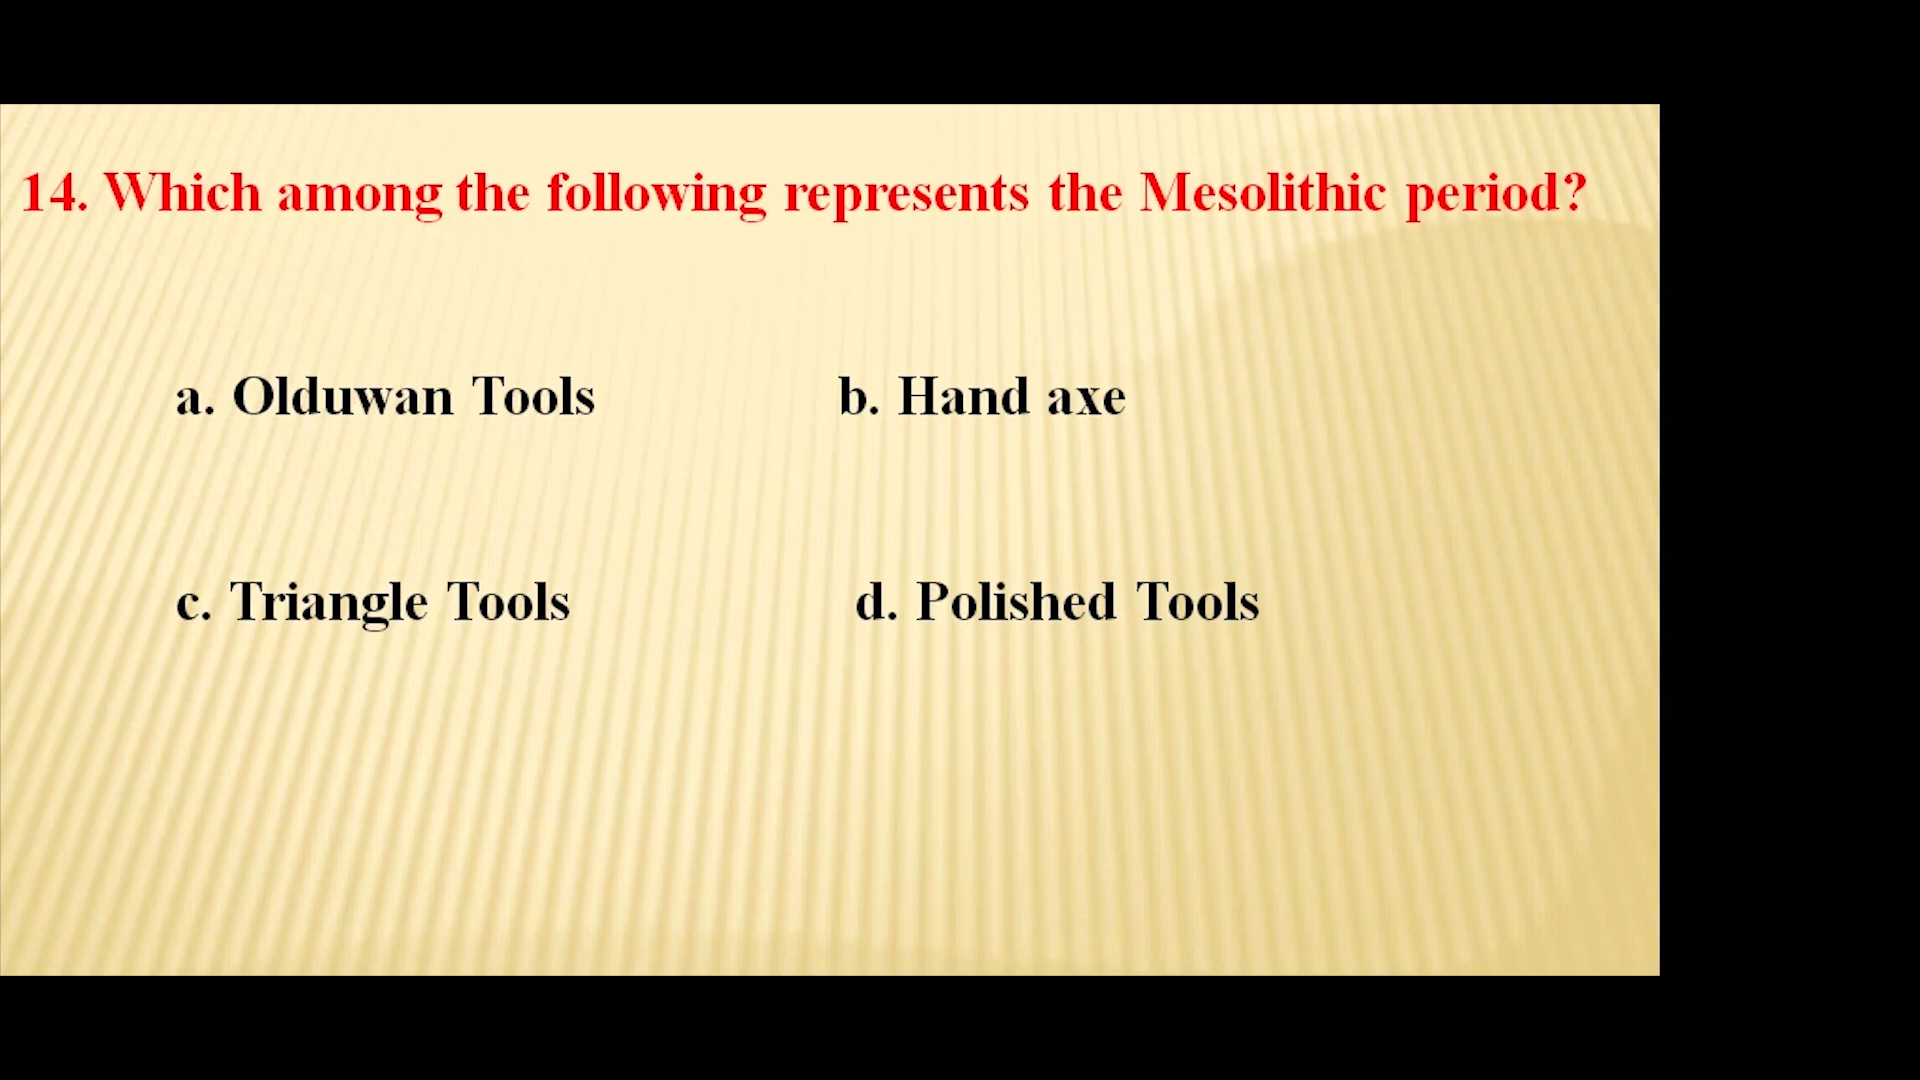 14. Which among the following represents the Mesolithic period?
a. Olduwan Tools b. Hand axe
c. Triangle Tools d. Polished Tools